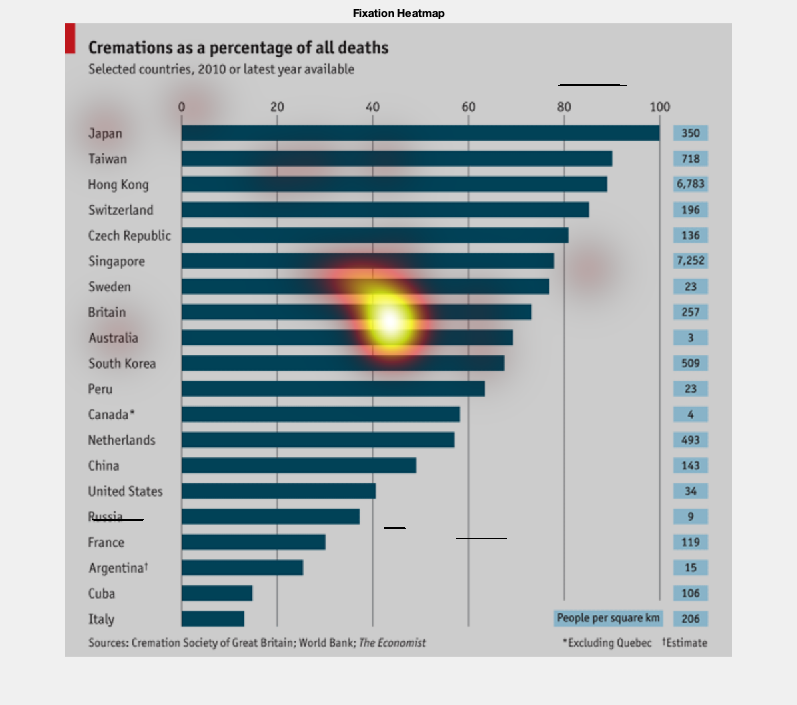 Fixation Heatmap
Cremations as a percentage of all deaths
Selected countries, 2010 or latest year available
0 20 40 60 80 100
Japan 350
Taiwan 718
Hong Kong 6,783
Switzerland 196
Czech Republic 136
Singapore 7,252
Sweden 23
Britain 257
Australia 3
South Korea 509
Peru 23
Canada* 4
Netherlands 493
China 143
United States 34
Russia 9
France 119
Argentina† 15
Cuba 106
Italy People per square km 206
Sources: Cremation Society of Great Britain; World Bank; The Economist *Excluding Quebec †Estimate